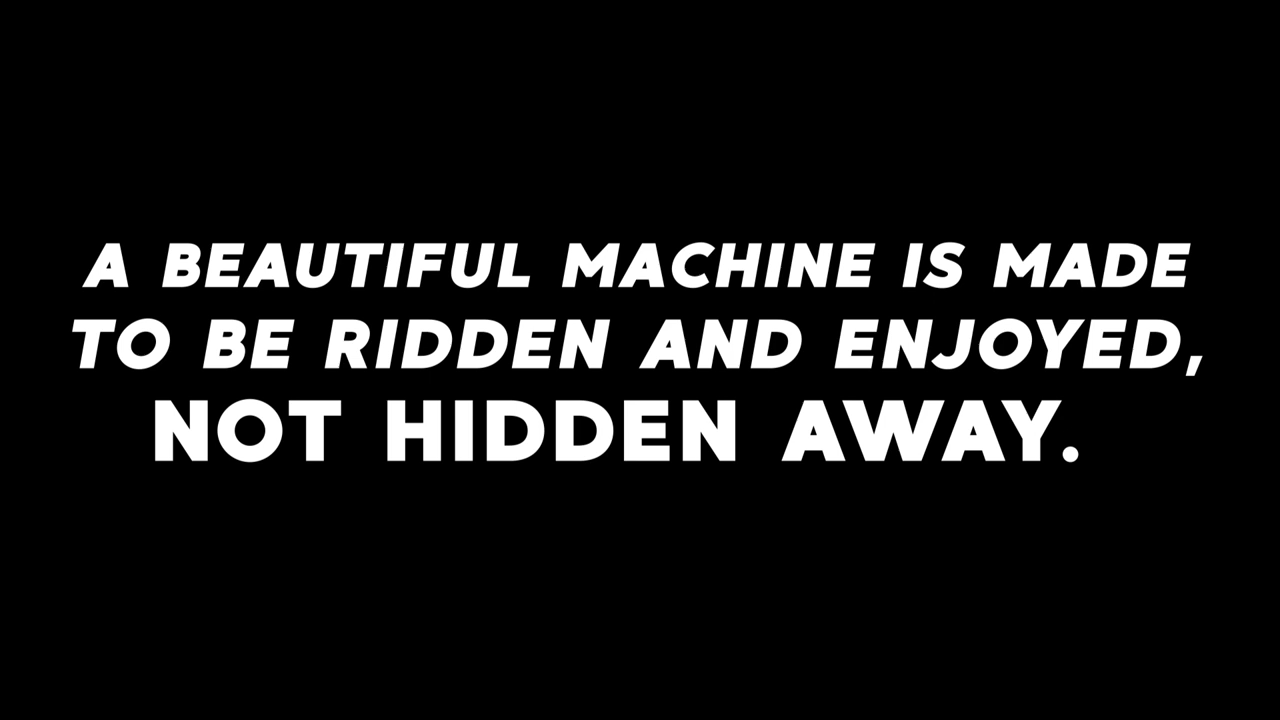 A BEAUTIFUL MACHINE IS MADE
TO BE RIDDEN AND ENJOYED,
NOT HIDDEN AWAY.